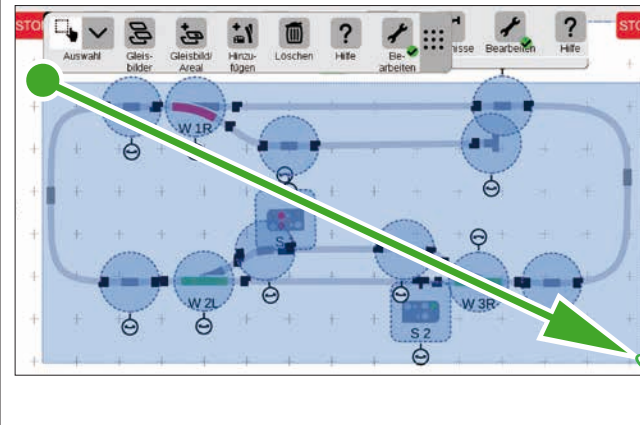 STO
Auswahl
Gleis-
bilder
Gleisbild/
Areal
Hinzu-
fügen
Löschen
?
Hilfe
Be-
arbeiten
nisse
Bearbeiten
?
Hilfe
STO
W 1R
S
W 2L
W 3R
S 2